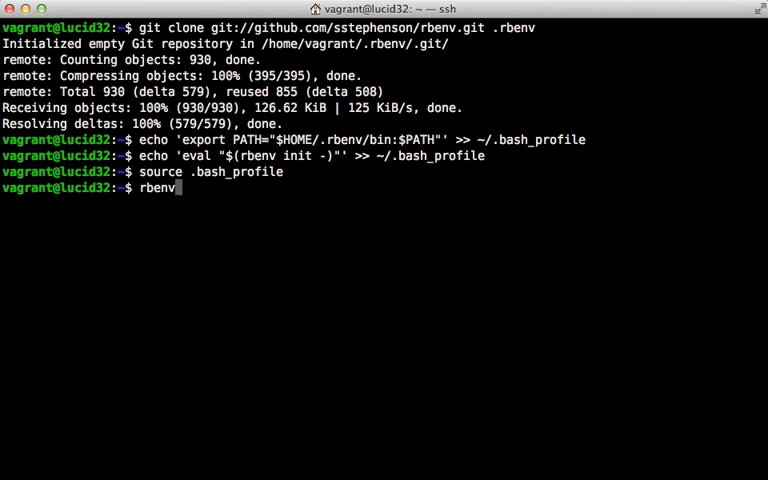 vagrant@lucid32: ~ — ssh
vagrant@lucid32:~$ git clone git://github.com/sstephenson/rbenv.git .rbenv
Initialized empty Git repository in /home/vagrant/.rbenv/.git/
remote: Counting objects: 930, done.
remote: Compressing objects: 100% (395/395), done.
remote: Total 930 (delta 579), reused 855 (delta 508)
Receiving objects: 100% (930/930), 126.62 KiB | 125 KiB/s, done.
Resolving deltas: 100% (579/579), done.
vagrant@lucid32:~$ echo 'export PATH="$HOME/.rbenv/bin:$PATH"' >> ~/.bash_profile
vagrant@lucid32:~$ echo 'eval "$(rbenv init -)"' >> ~/.bash_profile
vagrant@lucid32:~$ source .bash_profile
vagrant@lucid32:~$ rbenv